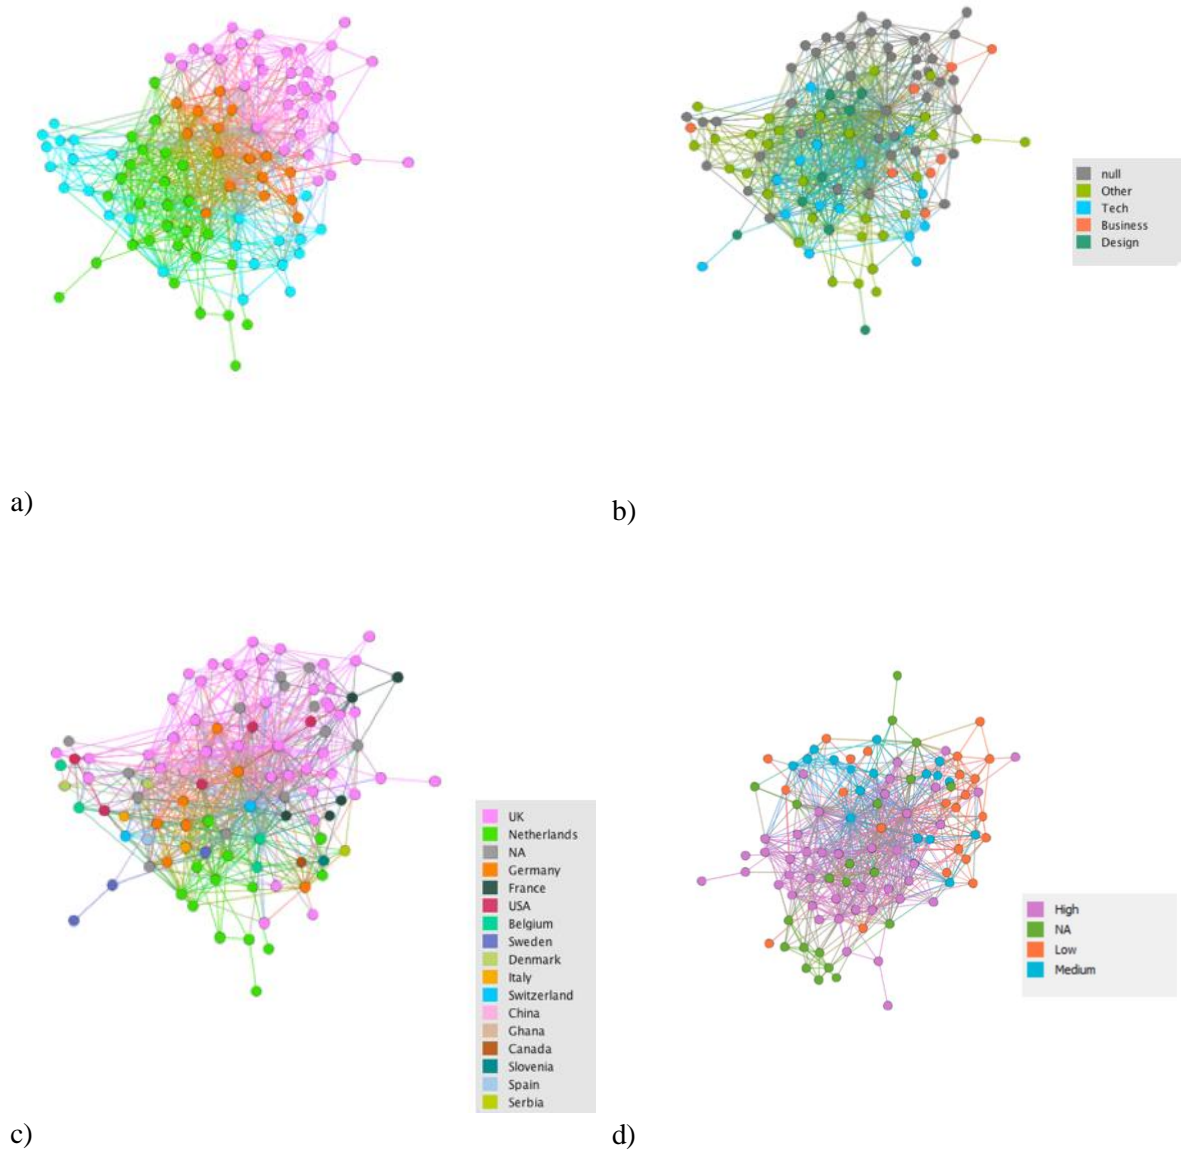 null
Other
Tech
Business
Design
a)
b)
UK
Netherlands
NA
Germany
France
USA
Belgium
Sweden
Denmark
Italy
Switzerland
China
Ghana
Canada
Slovenia
Spain
Serbia
High
NA
Low
Medium
c)
d)